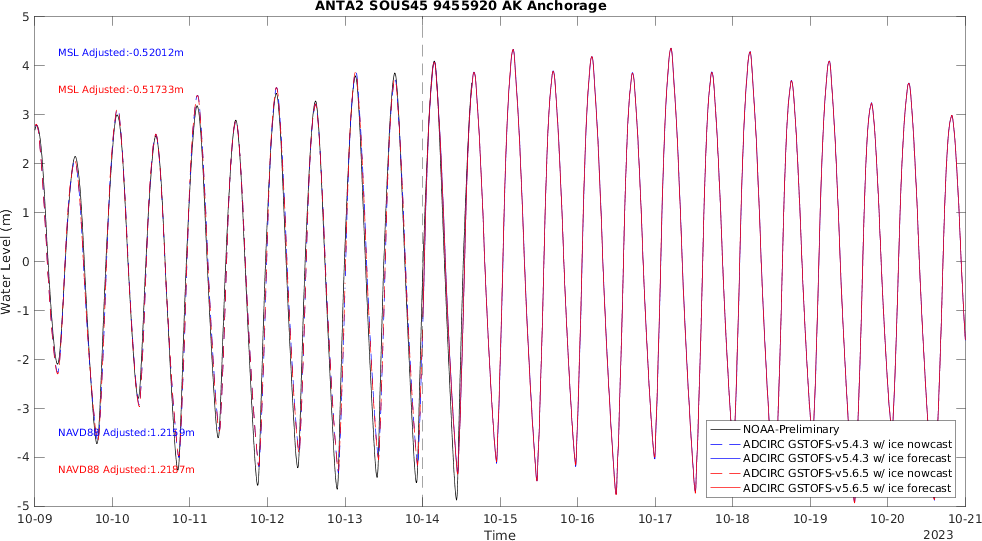 ANTA2 SOUS45 9455920 AK Anchorage
MSL Adjusted:-0.52012m
MSL Adjusted:-0.51733m
NAVD88 Adjusted:1.2159m
NAVD88 Adjusted:1.2187m
Water Level (m)
5
4
3
2
1
0
-1
-2
-3
-4
-5
10-09 10-10 10-11 10-12 10-13 10-14 10-15 10-16 10-17 10-18 10-19 10-20 10-21
Time
2023
NOAA-Preliminary
ADCIRC GSTOFS-v5.4.3 w/ ice nowcast
ADCIRC GSTOFS-v5.4.3 w/ ice forecast
ADCIRC GSTOFS-v5.6.5 w/ ice nowcast
ADCIRC GSTOFS-v5.6.5 w/ ice forecast